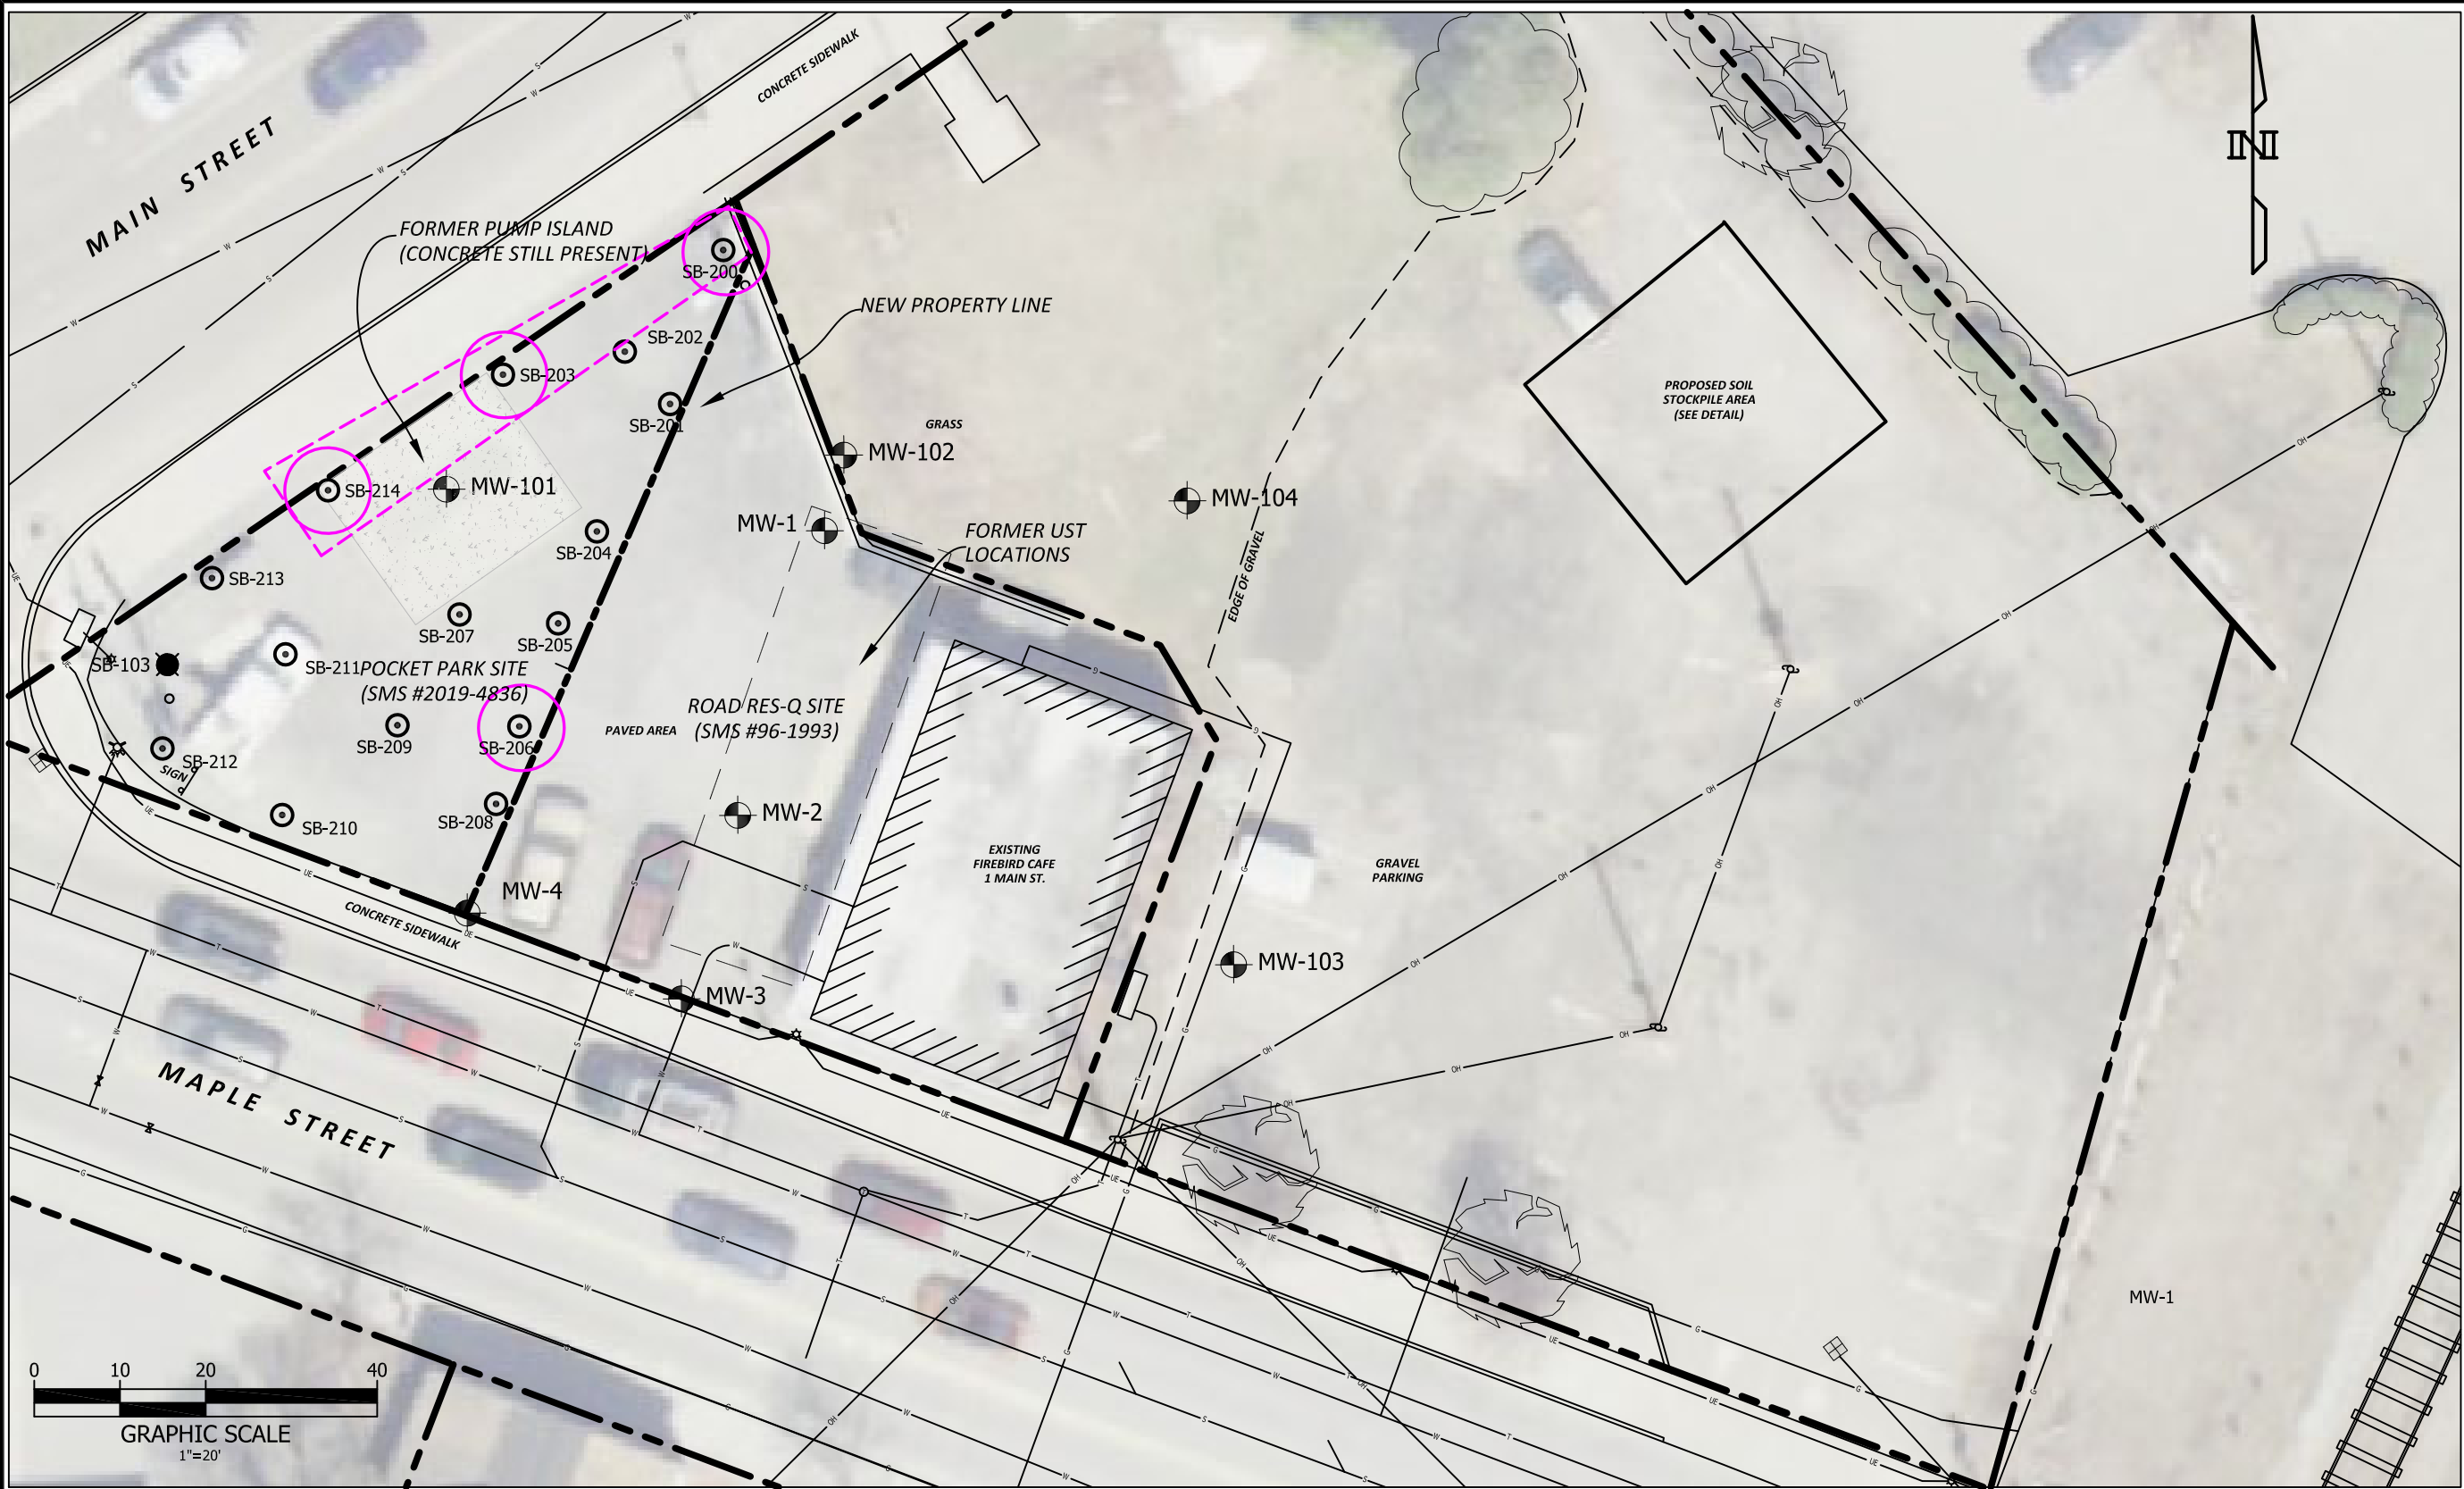 CONCRETE SIDEWALK
MAIN STREET
FORMER PUMP ISLAND
(CONCRETE STILL PRESENT)
SB-200
NEW PROPERTY LINE
SB-202
SB-203
SB-201
GRASS
PROPOSED SOIL
STOCKPILE AREA
(SEE DETAIL)
MW-102
SB-214
MW-101
MW-104
MW-1
FORMER UST
LOCATIONS
SB-204
EDGE OF GRAVEL
SB-213
SB-207
SB-205
SB-103
SB-211
POCKET PARK SITE
(SMS #2019-4836)
ROAD RES-Q SITE
(SMS #96-1993)
PAVED AREA
SB-209
SB-206
SB-212
SIGN
SB-210
SB-208
MW-2
EXISTING
FIREBIRD CAFE
1 MAIN ST.
GRAVEL
PARKING
MW-4
CONCRETE SIDEWALK
MW-103
MW-3
MAPLE STREET
MW-1
0 10 20 40
GRAPHIC SCALE
1"=20'
N